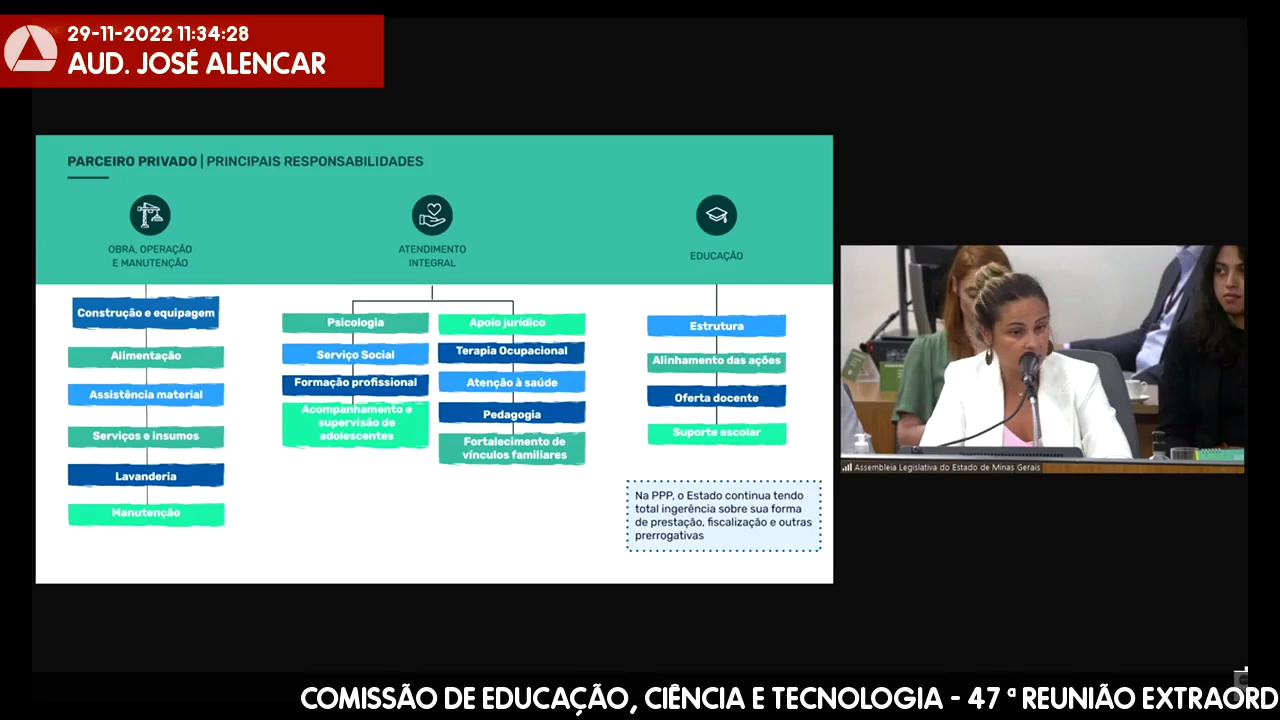 29-11-2022 11:34:28
AUD. JOSÉ ALENCAR
PARCEIRO PRIVADO | PRINCIPAIS RESPONSABILIDADES
OBRA, OPERAÇÃO
E MANUTENÇÃO
ATENDIMENTO
INTEGRAL
EDUCAÇÃO
Construção e equipagem
Alimentação
Assistência material
Serviços e insumos
Lavanderia
Manutenção
Psicologia
Serviço Social
Formação profissional
Acompanhamento e
supervisão de
adolescentes
Apoio jurídico
Terapia Ocupacional
Atenção à saúde
Pedagogia
Fortalecimento de
vínculos familiares
Estrutura
Alinhamento das ações
Oferta docente
Suporte escolar
Na PPP, o Estado continua tendo
total ingerência sobre sua forma
de prestação, fiscalização e outras
prerrogativas
Assembleia Legislativa do Estado de Minas Gerais
COMISSÃO DE EDUCAÇÃO, CIÊNCIA E TECNOLOGIA - 47 ª REUNIÃO EXTRAORD